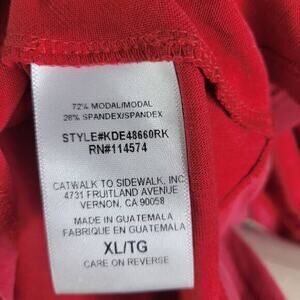 72% MODAL/MODAL
28% SPANDEX/SPANDEX
STYLE#KDE48660RK
RN#114574
CATWALK TO SIDEWALK, INC
4731 FRUITLAND AVENUE
VERNON, CA 90058
MADE IN GUATEMALA
FABRIQUE EN GUATEMALA
XL/TG
CARE ON REVERSE